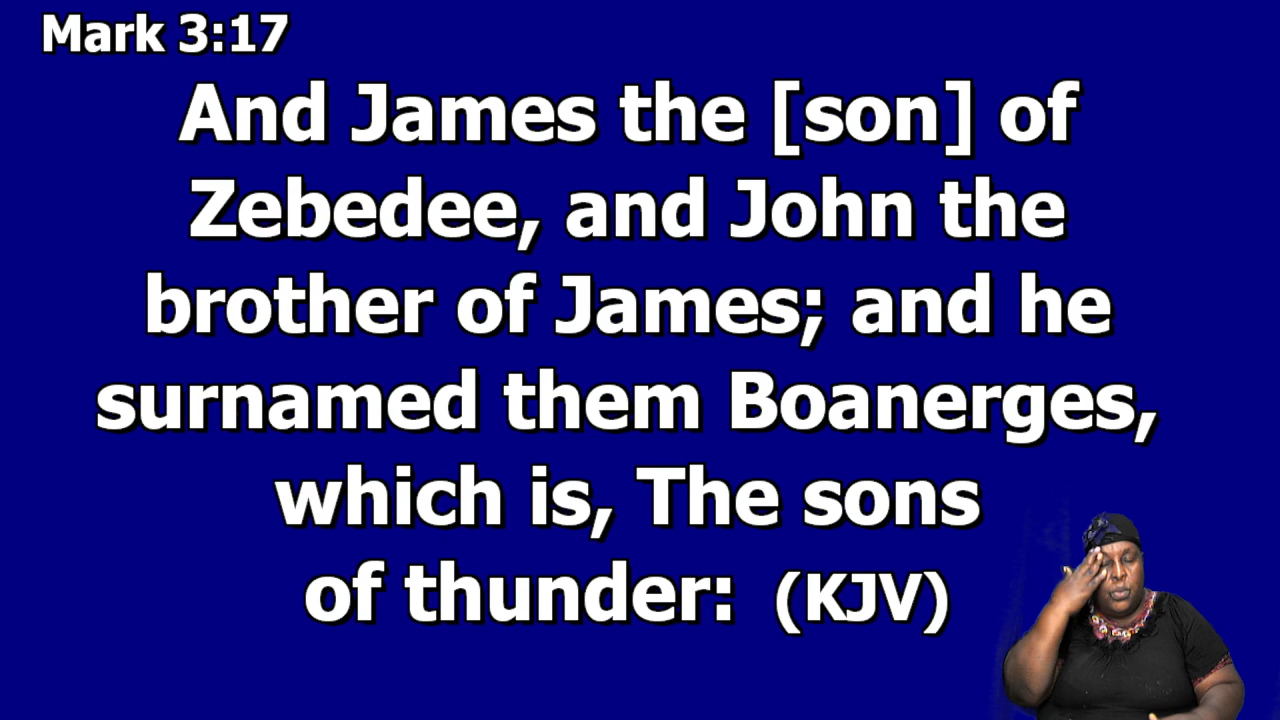 Mark 3:17
And James the [son] of
Zebedee, and John the
brother of James; and he
surnamed them Boanerges,
which is, The sons
of thunder: (KJV)